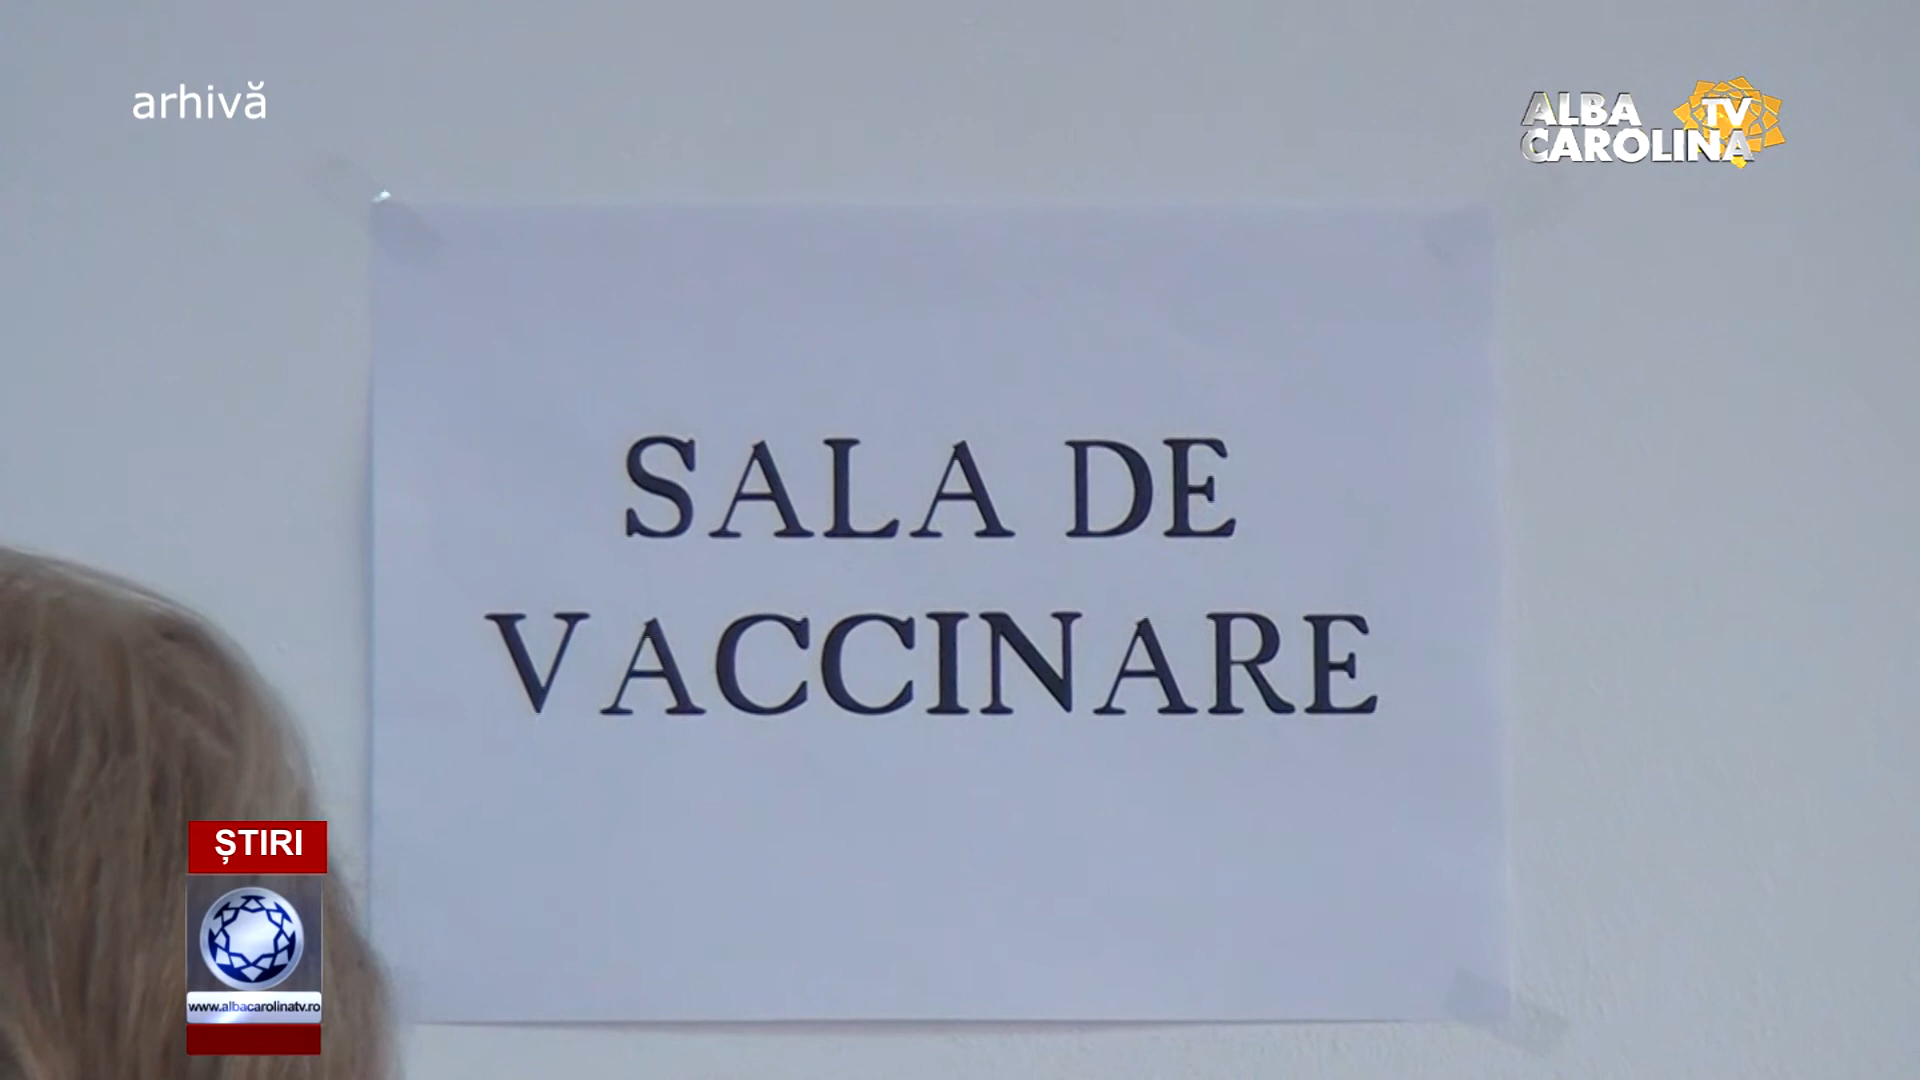 arhivă
ALBA TV
CAROLINA
SALA DE
VACCINARE
ȘTIRI
www.albacarolinatv.ro